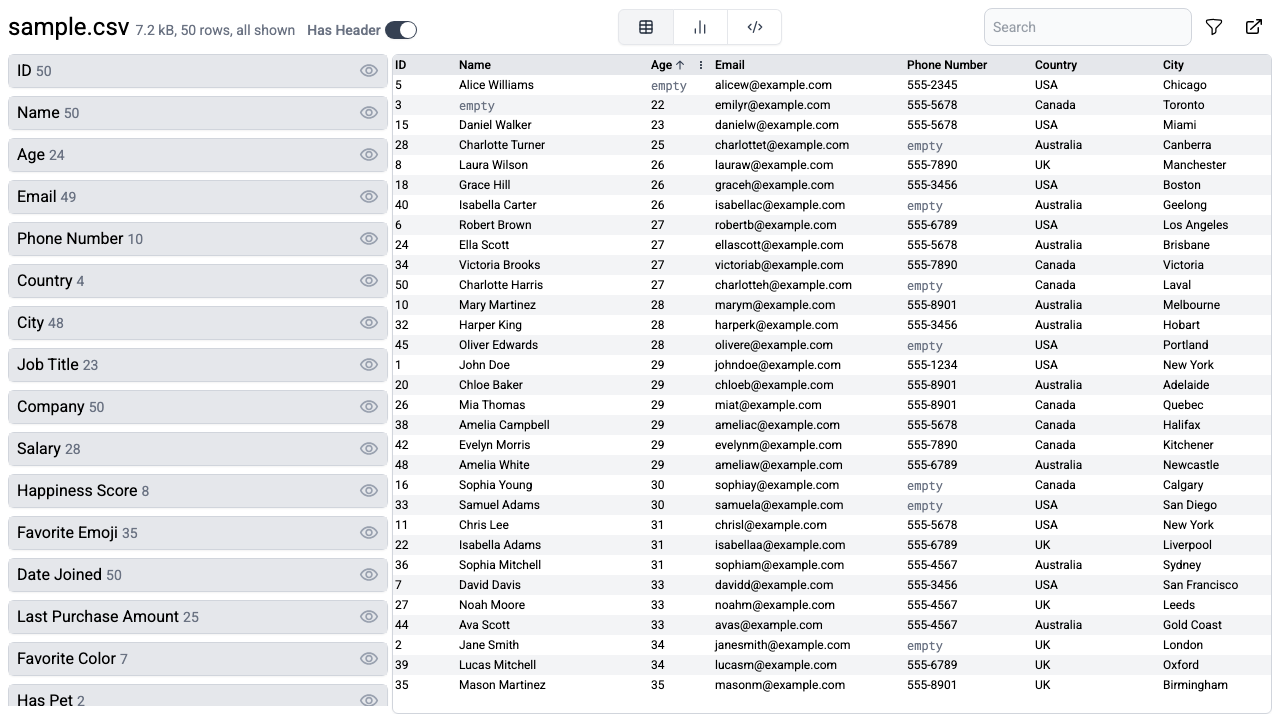 sample.csv 7.2 kB, 50 rows, all shown Has Header Search
ID 50
Name 50
Age 24
Email 49
Phone Number 10
Country 4
City 48
Job Title 23
Company 50
Salary 28
Happiness Score 8
Favorite Emoji 35
Date Joined 50
Last Purchase Amount 25
Favorite Color 7
Has Pet 2
ID Name Age Email Phone Number Country City
5 Alice Williams empty alicew@example.com 555-2345 USA Chicago
3 empty 22 emilyr@example.com 555-5678 Canada Toronto
15 Daniel Walker 23 danielw@example.com 555-5678 USA Miami
28 Charlotte Turner 25 charlottet@example.com empty Australia Canberra
8 Laura Wilson 26 lauraw@example.com 555-7890 UK Manchester
18 Grace Hill 26 graceh@example.com 555-3456 USA Boston
40 Isabella Carter 26 isabellac@example.com empty Australia Geelong
6 Robert Brown 27 robertb@example.com 555-6789 USA Los Angeles
24 Ella Scott 27 ellascott@example.com 555-5678 Australia Brisbane
34 Victoria Brooks 27 victoriab@example.com 555-7890 Canada Victoria
50 Charlotte Harris 27 charlotteh@example.com empty Canada Laval
10 Mary Martinez 28 marym@example.com 555-8901 Australia Melbourne
32 Harper King 28 harperk@example.com 555-3456 Australia Hobart
45 Oliver Edwards 28 olivere@example.com empty USA Portland
1 John Doe 29 johndoe@example.com 555-1234 USA New York
20 Chloe Baker 29 chloeb@example.com 555-8901 Australia Adelaide
26 Mia Thomas 29 miat@example.com 555-8901 Canada Quebec
38 Amelia Campbell 29 ameliac@example.com 555-5678 Canada Halifax
42 Evelyn Morris 29 evelynm@example.com 555-7890 Canada Kitchener
48 Amelia White 29 ameliaw@example.com 555-6789 Australia Newcastle
16 Sophia Young 30 sophiay@example.com empty Canada Calgary
33 Samuel Adams 30 samuela@example.com empty USA San Diego
11 Chris Lee 31 chrisl@example.com 555-5678 USA New York
22 Isabella Adams 31 isabellaa@example.com 555-6789 UK Liverpool
36 Sophia Mitchell 31 sophiam@example.com 555-4567 Australia Sydney
7 David Davis 33 davidd@example.com 555-3456 USA San Francisco
27 Noah Moore 33 noahm@example.com 555-4567 UK Leeds
44 Ava Scott 33 avas@example.com 555-4567 Australia Gold Coast
2 Jane Smith 34 janesmith@example.com empty UK London
39 Lucas Mitchell 34 lucasm@example.com 555-6789 UK Oxford
35 Mason Martinez 35 masonm@example.com 555-8901 UK Birmingham